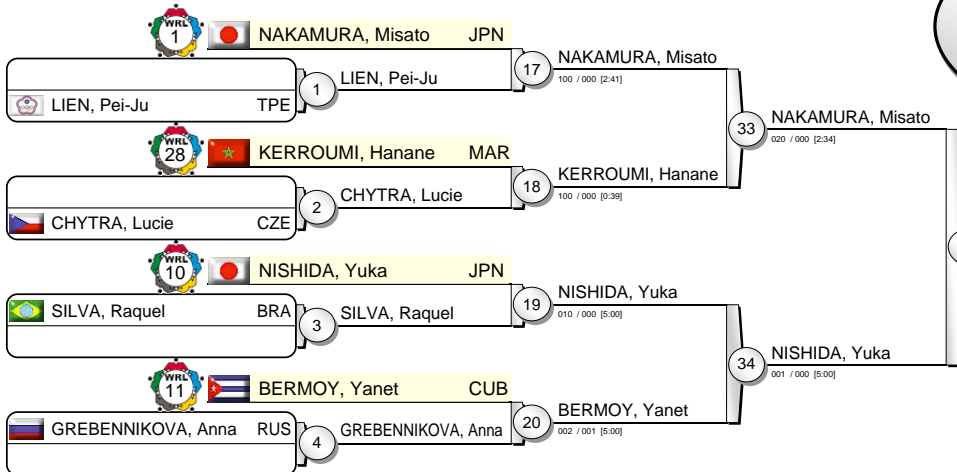 WRL
1
NAKAMURA, Misato JPN
LIEN, Pei-Ju TPE
1
LIEN, Pei-Ju
17
NAKAMURA, Misato
100 / 000 [2:41]
WRL
28
KERROUMI, Hanane MAR
CHYTRA, Lucie CZE
2
CHYTRA, Lucie
18
KERROUMI, Hanane
100 / 000 [0:39]
33
NAKAMURA, Misato
020 / 000 [2:34]
WRL
10
NISHIDA, Yuka JPN
SILVA, Raquel BRA
3
SILVA, Raquel
19
NISHIDA, Yuka
010 / 000 [5:00]
WRL
11
BERMOY, Yanet CUB
GREBENNIKOVA, Anna RUS
4
GREBENNIKOVA, Anna
20
BERMOY, Yanet
002 / 001 [5:00]
34
NISHIDA, Yuka
001 / 000 [5:00]